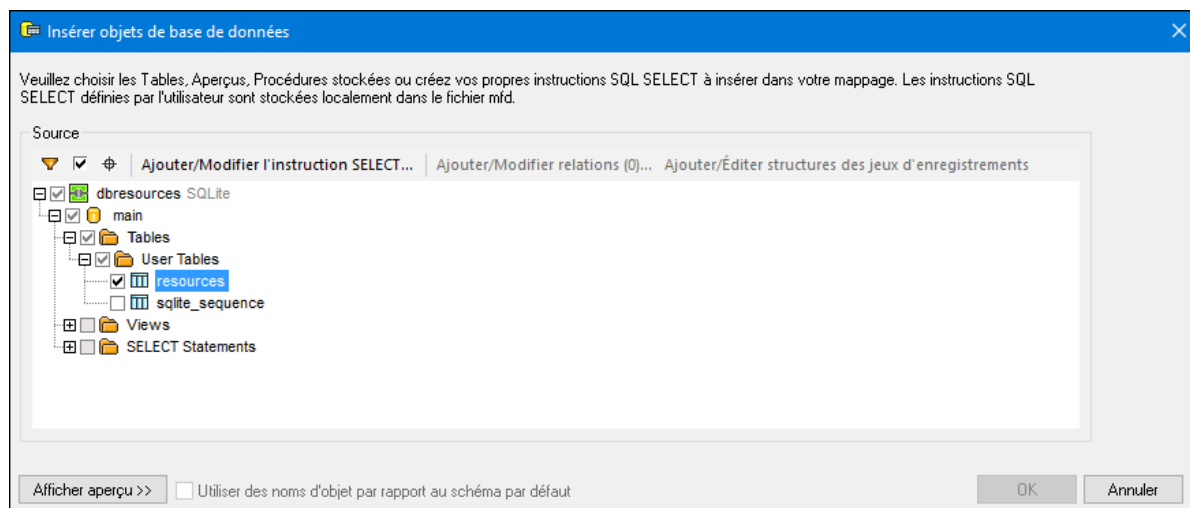 Insérer objets de base de données
Veuillez choisir les Tables, Aperçus, Procédures stockées ou créez vos propres instructions SQL SELECT à insérer dans votre mappage. Les instructions SQL
SELECT définies par l'utilisateur sont stockées localement dans le fichier mfd.
Source
Ajouter/Modifier l'instruction SELECT... Ajouter/Modifier relations (0)... Ajouter/Éditer structures des jeux d'enregistrements
dbresources SQLite
main
Tables
User Tables
resources
sqlite_sequence
Views
SELECT Statements
Afficher aperçu >> Utiliser des noms d'objet par rapport au schéma par défaut OK Annuler